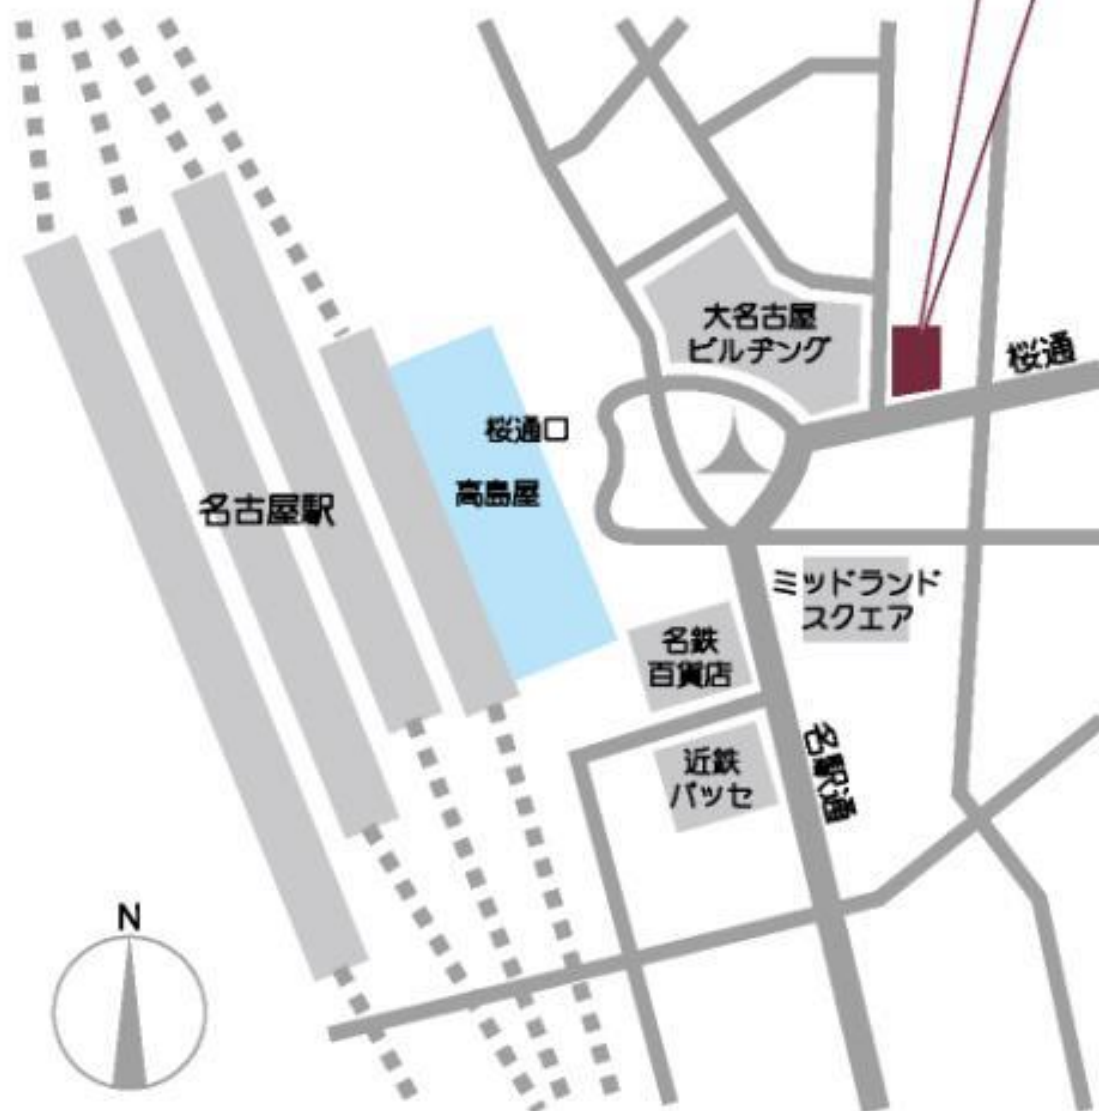 大名古屋
ビルヂング
桜通
桜通口
高島屋
名古屋駅
ミッドランド
スクエア
名鉄
百貨店
近鉄
パッセ
名駅通
N